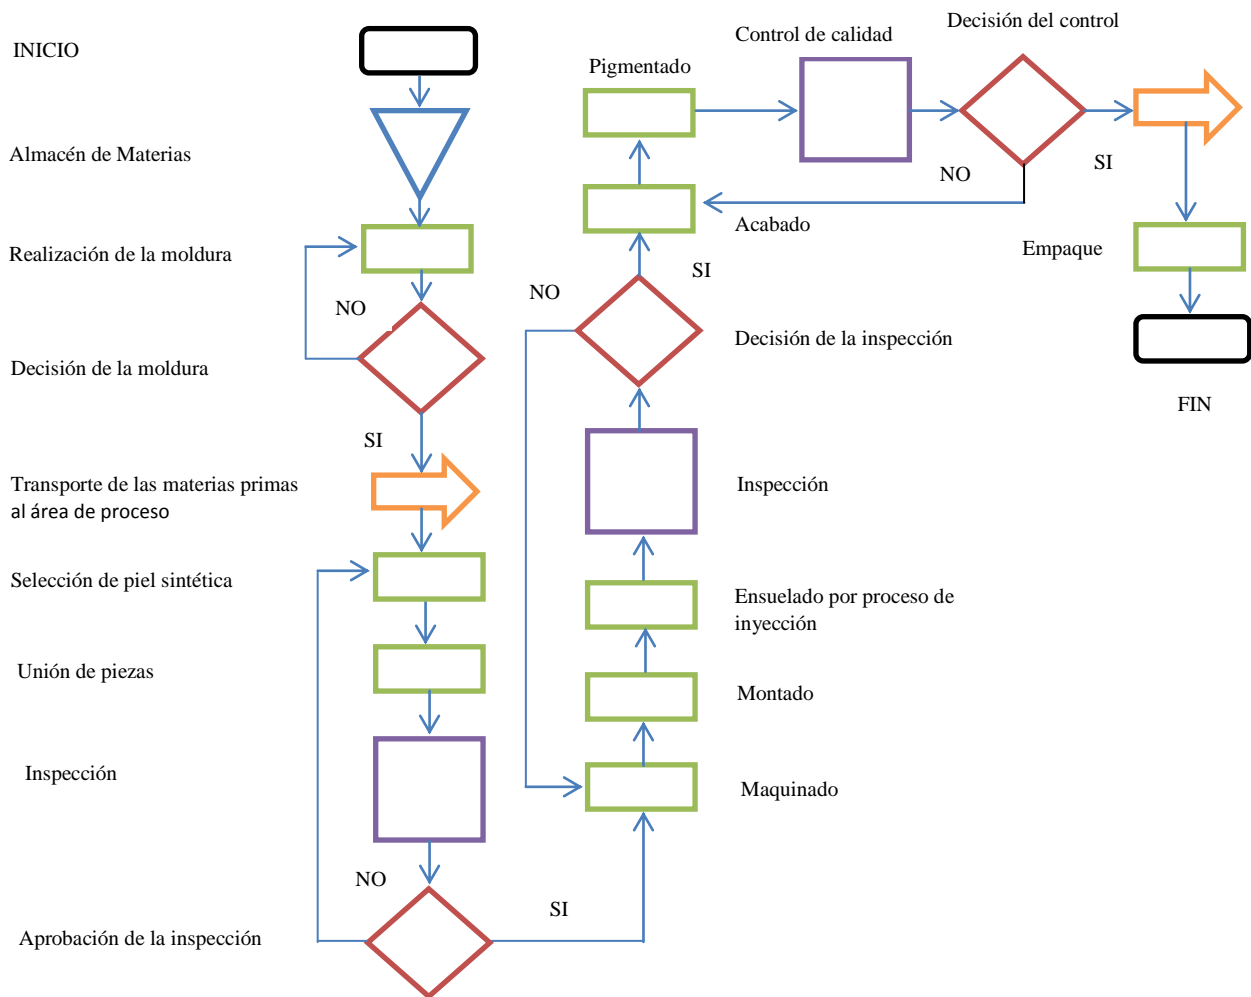 INICIO
Almacén de Materias
Realización de la moldura
NO
Decisión de la moldura
SI
Transporte de las materias primas
al área de proceso
Selección de piel sintética
Unión de piezas
Inspección
NO
SI
Aprobación de la inspección
Maquinado
Montado
Ensuelado por proceso de
inyección
Inspección
Decisión de la inspección
NO
SI
Acabado
Pigmentado
Control de calidad
Decisión del control
NO
SI
Empaque
FIN